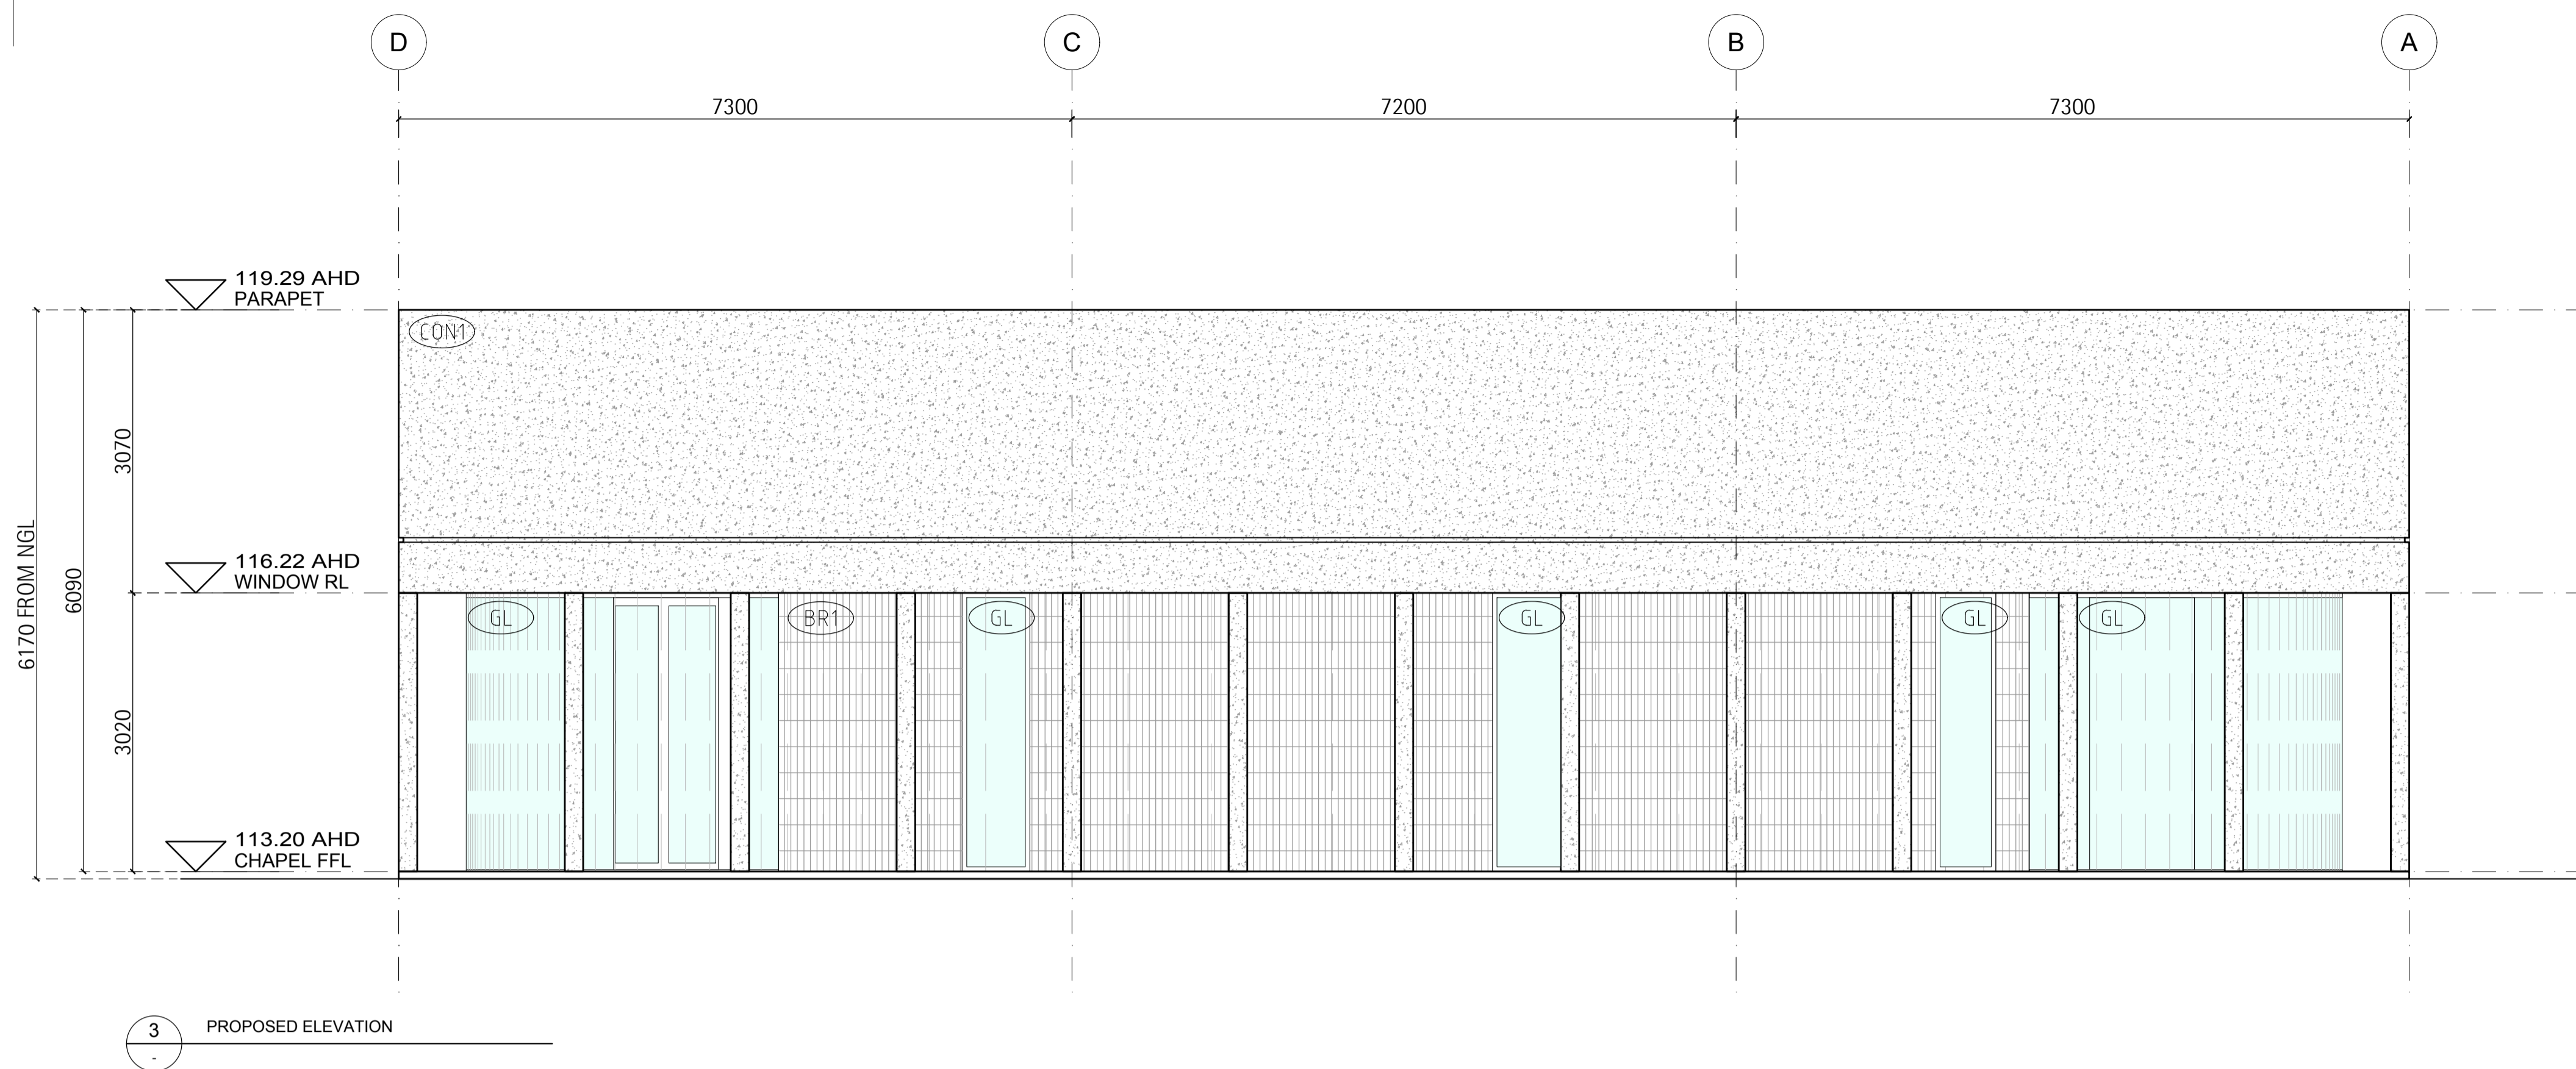 D
C
B
A
7300
7200
7300
119.29 AHD
PARAPET
CON1
3070
6170 FROM NGL
6090
116.22 AHD
WINDOW RL
GL
BR1
GL
GL
GL
GL
3020
113.20 AHD
CHAPEL FFL
3
PROPOSED ELEVATION
-